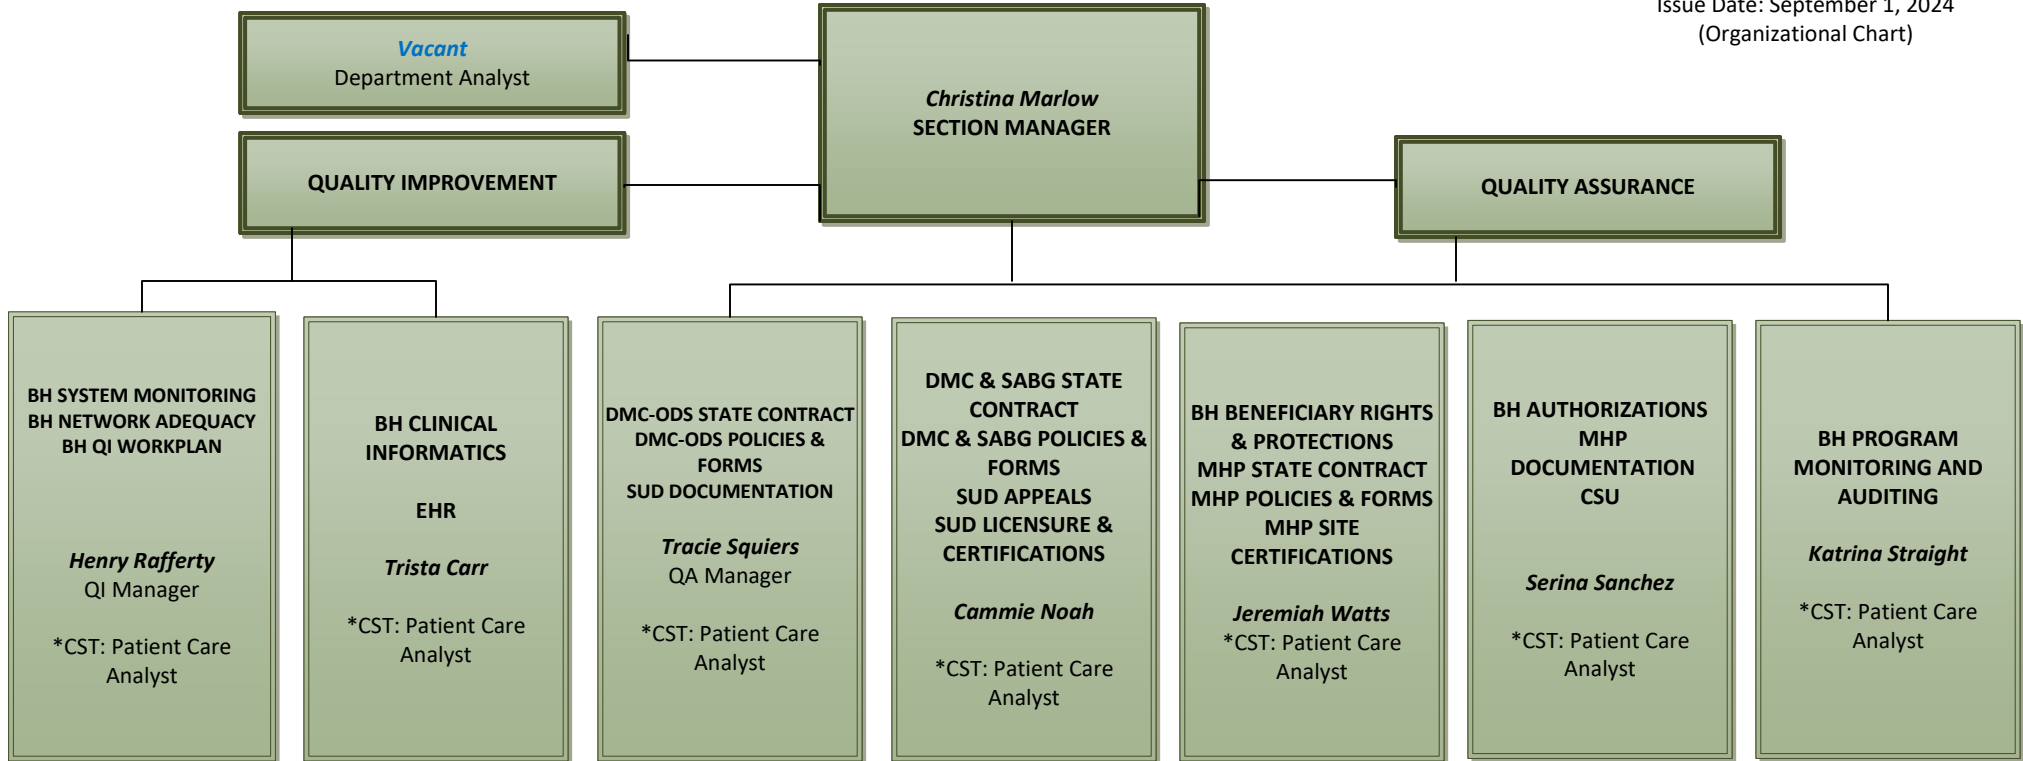 Issue Date: September 1, 2024
(Organizational Chart)
Vacant
Department Analyst
Christina Marlow
SECTION MANAGER
QUALITY IMPROVEMENT
QUALITY ASSURANCE
BH SYSTEM MONITORING
BH NETWORK ADEQUACY
BH QI WORKPLAN
Henry Rafferty
QI Manager
*CST: Patient Care
Analyst
BH CLINICAL
INFORMATICS
EHR
Trista Carr
*CST: Patient Care
Analyst
DMC-ODS STATE CONTRACT
DMC-ODS POLICIES &
FORMS
SUD DOCUMENTATION
Tracie Squiers
QA Manager
*CST: Patient Care
Analyst
DMC & SABG STATE
CONTRACT
DMC & SABG POLICIES &
FORMS
SUD APPEALS
SUD LICENSURE &
CERTIFICATIONS
Cammie Noah
*CST: Patient Care
Analyst
BH BENEFICIARY RIGHTS
& PROTECTIONS
MHP STATE CONTRACT
MHP POLICIES & FORMS
MHP SITE
CERTIFICATIONS
Jeremiah Watts
*CST: Patient Care
Analyst
BH AUTHORIZATIONS
MHP
DOCUMENTATION
CSU
Serina Sanchez
*CST: Patient Care
Analyst
BH PROGRAM
MONITORING AND
AUDITING
Katrina Straight
*CST: Patient Care
Analyst